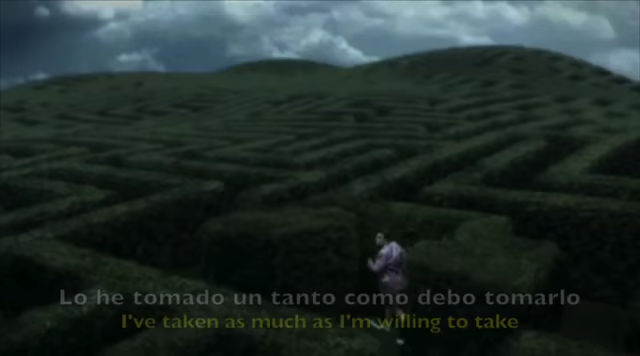 Lo he tomado un tanto como debo tomarlo
I've taken as much as I'm willing to take